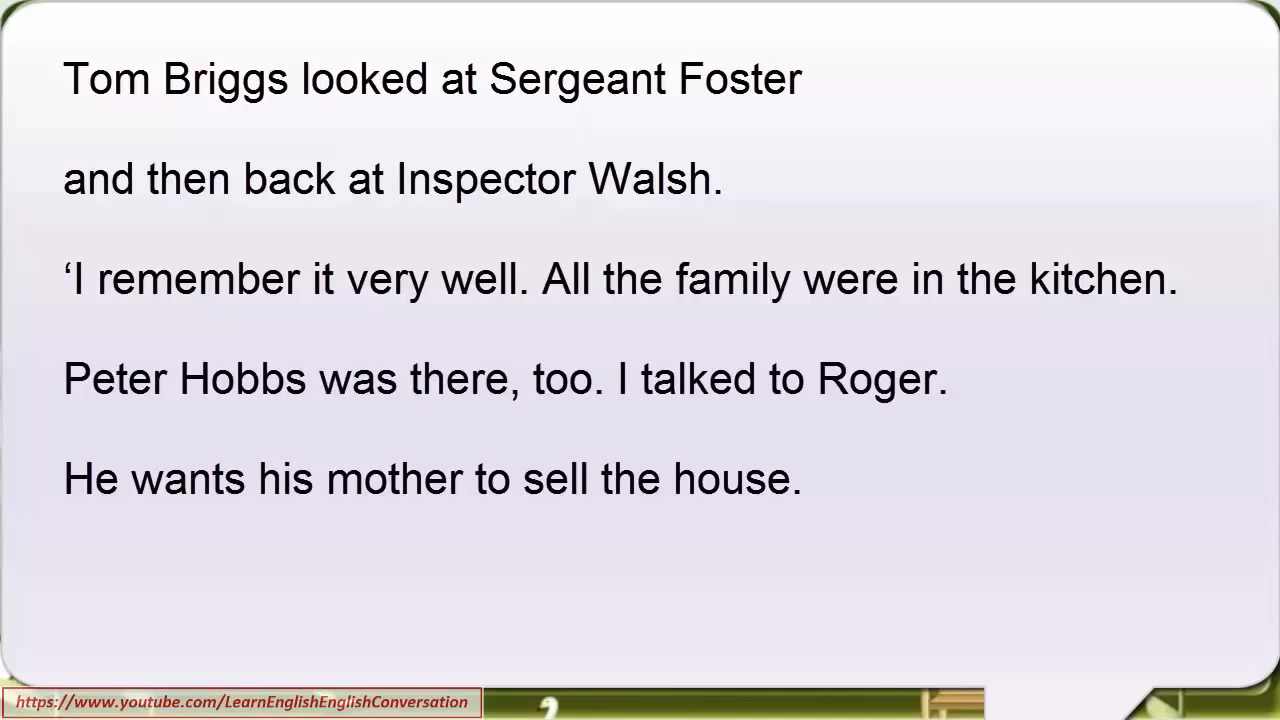 Tom Briggs looked at Sergeant Foster
and then back at Inspector Walsh.
‘I remember it very well. All the family were in the kitchen.
Peter Hobbs was there, too. I talked to Roger.
He wants his mother to sell the house.
https://www.youtube.com/LearnEnglishEnglishConversation